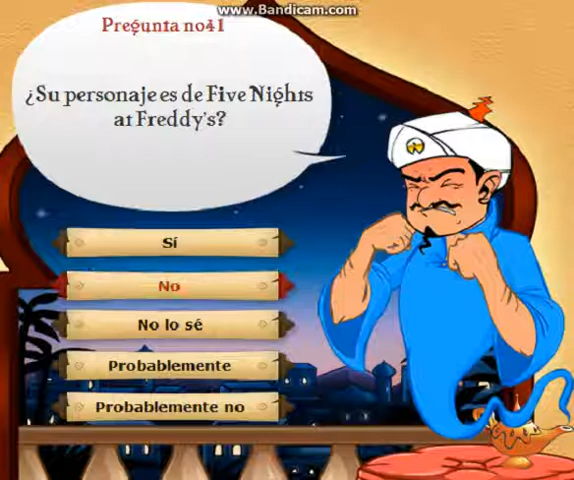 www.Bandicam.com
Pregunta no41
¿Su personaje es de Five Nights
at Freddy's?
Sí
No
No lo sé
Probablemente
Probablemente no